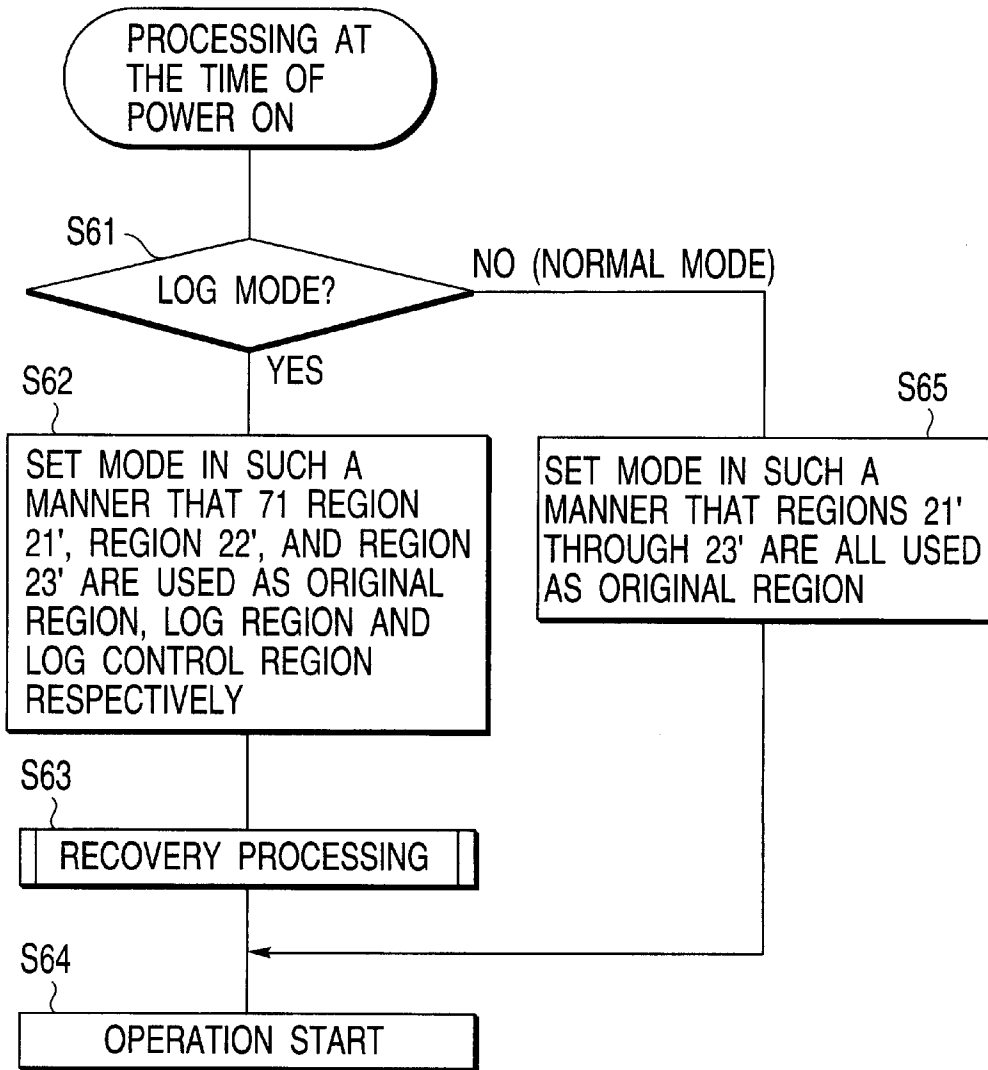 PROCESSING AT
THE TIME OF
POWER ON
S61
LOG MODE?
NO (NORMAL MODE)
YES
S62
SET MODE IN SUCH A
MANNER THAT 71 REGION
21', REGION 22', AND REGION
23' ARE USED AS ORIGINAL
REGION, LOG REGION AND
LOG CONTROL REGION
RESPECTIVELY
S65
SET MODE IN SUCH A
MANNER THAT REGIONS 21'
THROUGH 23' ARE ALL USED
AS ORIGINAL REGION
S63
RECOVERY PROCESSING
S64
OPERATION START